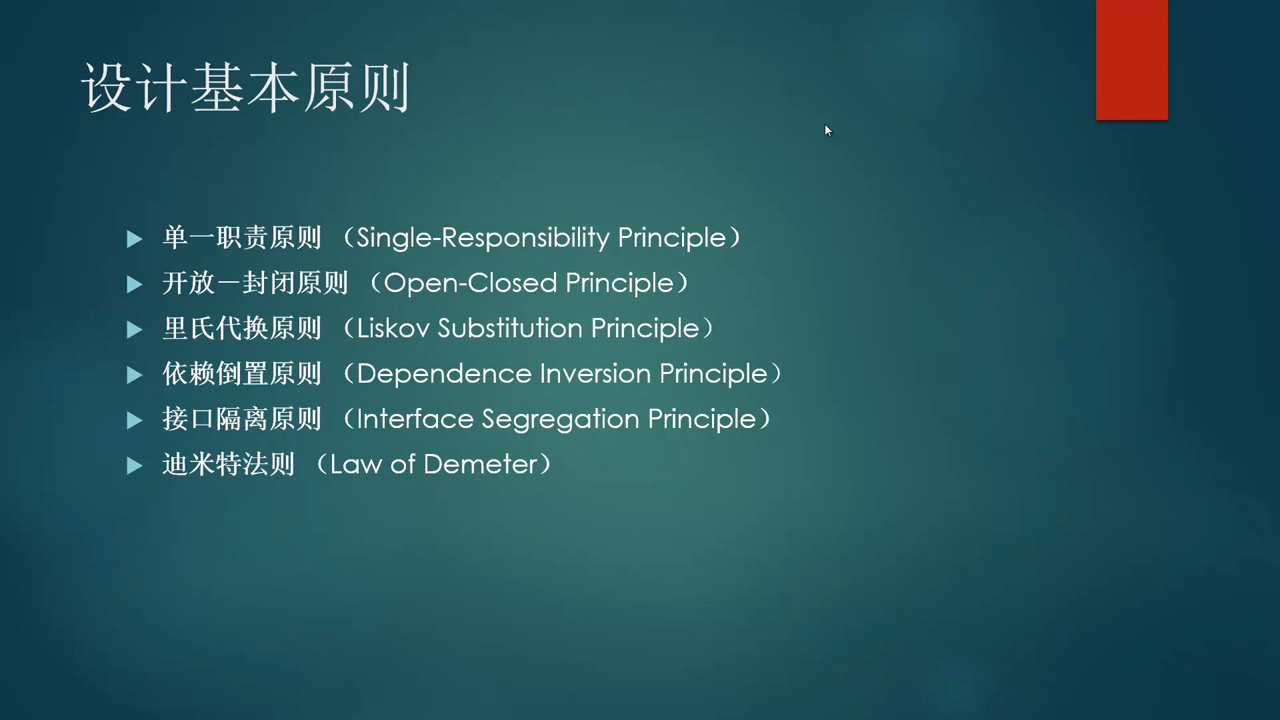 设计基本原则
单一职责原则 （Single-Responsibility Principle）
开放－封闭原则 （Open-Closed Principle）
里氏代换原则 （Liskov Substitution Principle）
依赖倒置原则 （Dependence Inversion Principle）
接口隔离原则 （Interface Segregation Principle）
迪米特法则 （Law of Demeter）